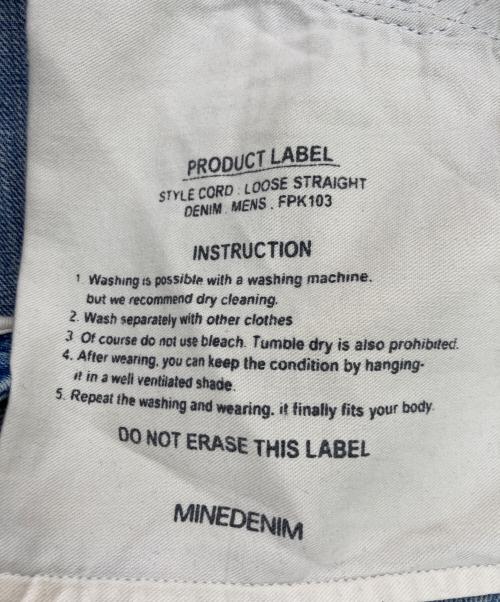 PRODUCT LABEL
STYLE CORD : LOOSE STRAIGHT
DENIM . MENS . FPK103
INSTRUCTION
1 Washing is possible with a washing machine.
but we recommend dry cleaning.
2. Wash separately with other clothes
3 Of course do not use bleach. Tumble dry is also prohibited.
4. After wearing, you can keep the condition by hanging-
it in a well ventilated shade.
5. Repeat the washing and wearing. it finally fits your body.
DO NOT ERASE THIS LABEL
MINEDENIM